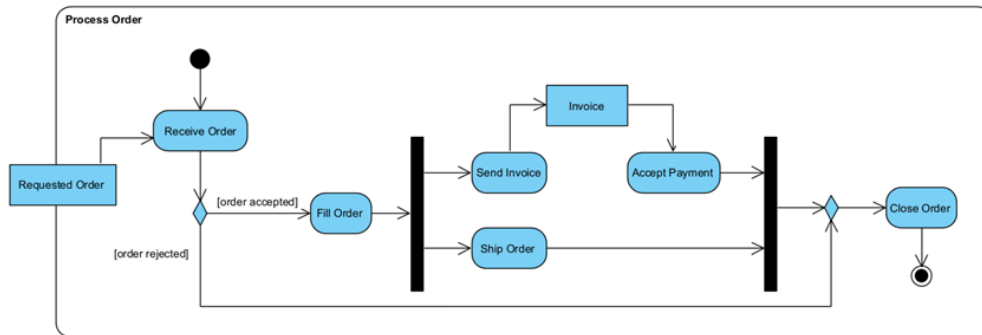 Process Order
Receive Order
Requested Order
[order accepted]
[order rejected]
Fill Order
Send Invoice
Invoice
Accept Payment
Ship Order
Close Order